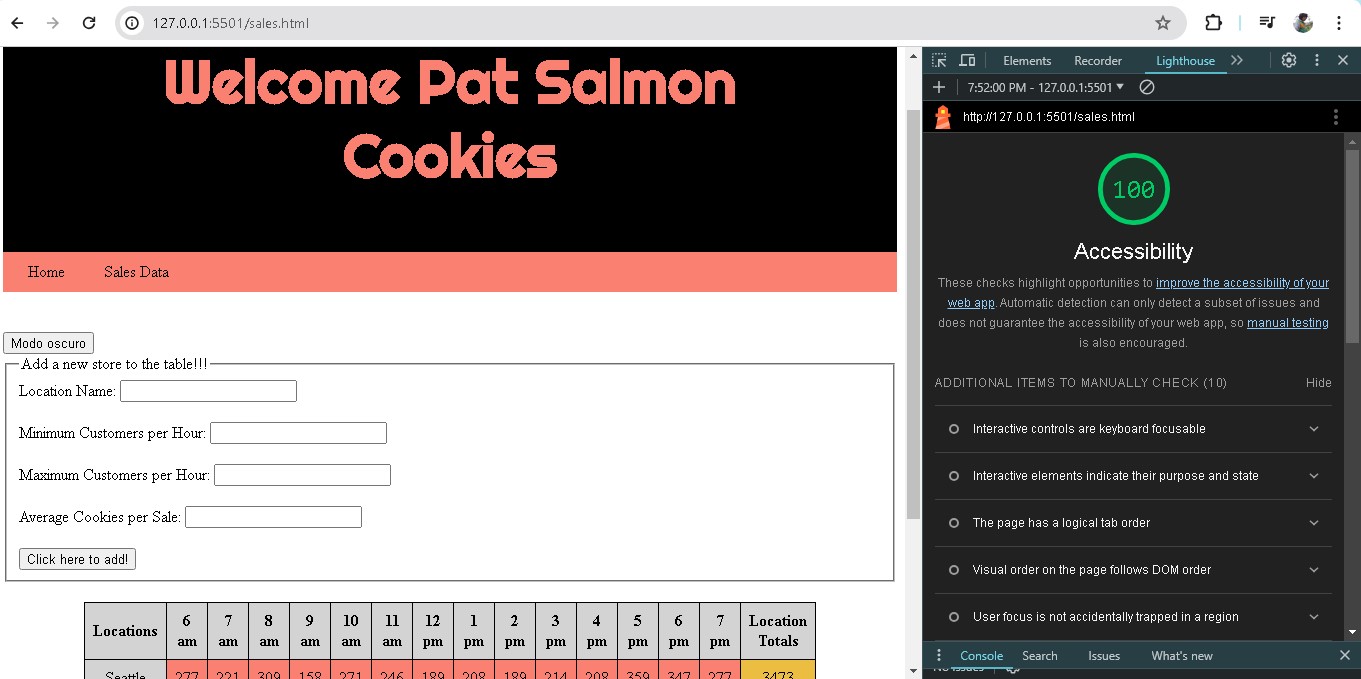 127.0.0.1:5501/sales.html
Welcome Pat Salmon
Cookies
Home Sales Data
Modo oscuro
Add a new store to the table!!!
Location Name:
Minimum Customers per Hour:
Maximum Customers per Hour:
Average Cookies per Sale:
Click here to add!
Locations 6 am 7 am 8 am 9 am 10 am 11 am 12 pm 1 pm 2 pm 3 pm 4 pm 5 pm 6 pm 7 pm Location Totals
Seattle 277 221 309 158 271 246 189 208 189 214 208 359 347 277 3473
Elements Recorder Lighthouse
7:52:00 PM - 127.0.0.1:5501
http://127.0.0.1:5501/sales.html
100
Accessibility
These checks highlight opportunities to improve the accessibility of your
web app. Automatic detection can only detect a subset of issues and
does not guarantee the accessibility of your web app, so manual testing
is also encouraged.
ADDITIONAL ITEMS TO MANUALLY CHECK (10) Hide
Interactive controls are keyboard focusable
Interactive elements indicate their purpose and state
The page has a logical tab order
Visual order on the page follows DOM order
User focus is not accidentally trapped in a region
Console Search Issues What's new
No Issues